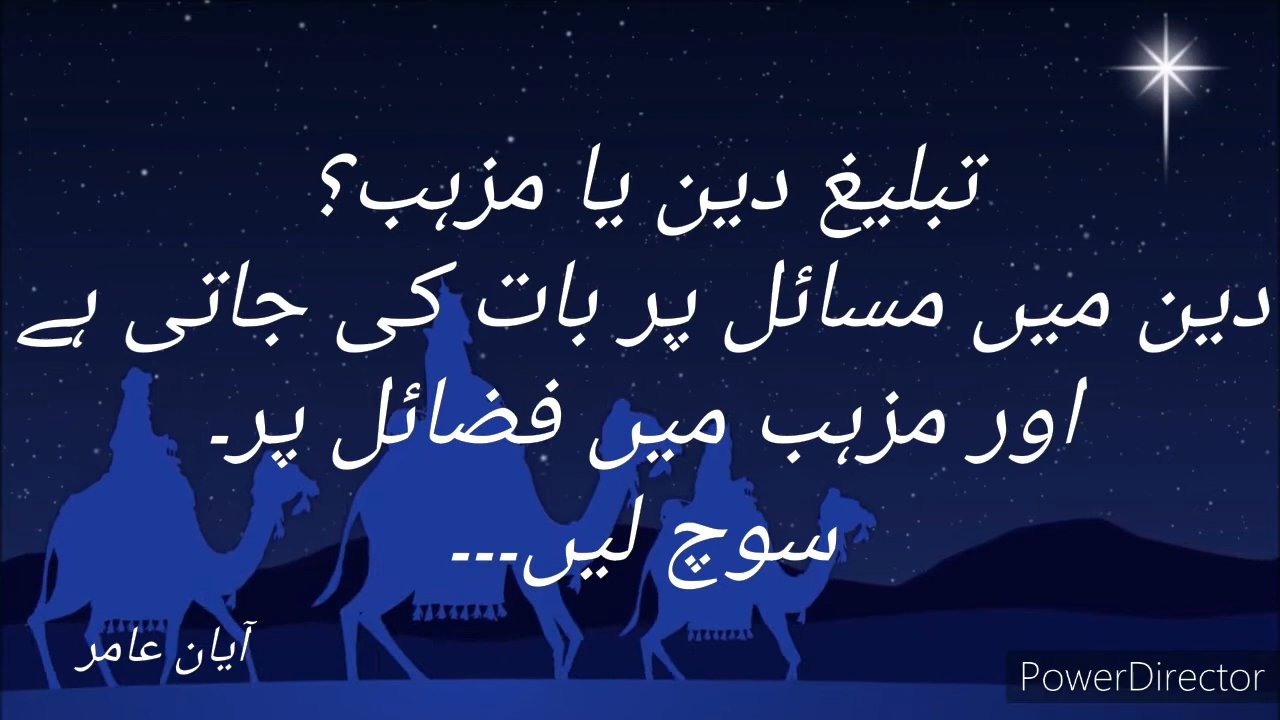 تبلیغ دین یا مزہب؟
دین میں مسائل پر بات کی جاتی ہے
اور مزہب میں فضائل پر۔
سوچ لیں۔۔۔
آیان عامر
PowerDirector